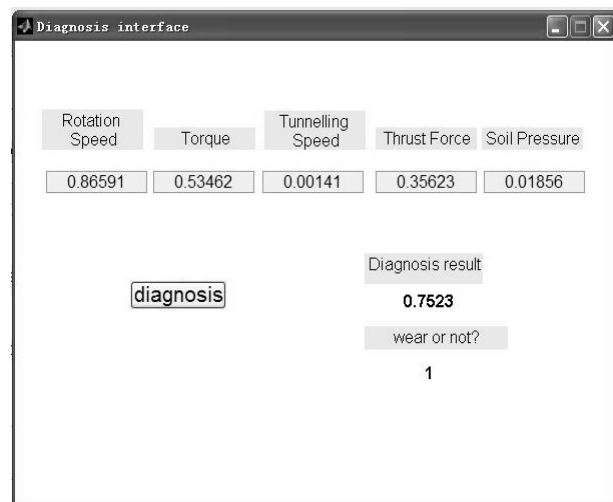 Diagnosis interface
Rotation
Speed
Torque
Tunnelling
Speed
Thrust Force
Soil Pressure
0.86591
0.53462
0.00141
0.35623
0.01856
diagnosis
Diagnosis result
0.7523
wear or not?
1